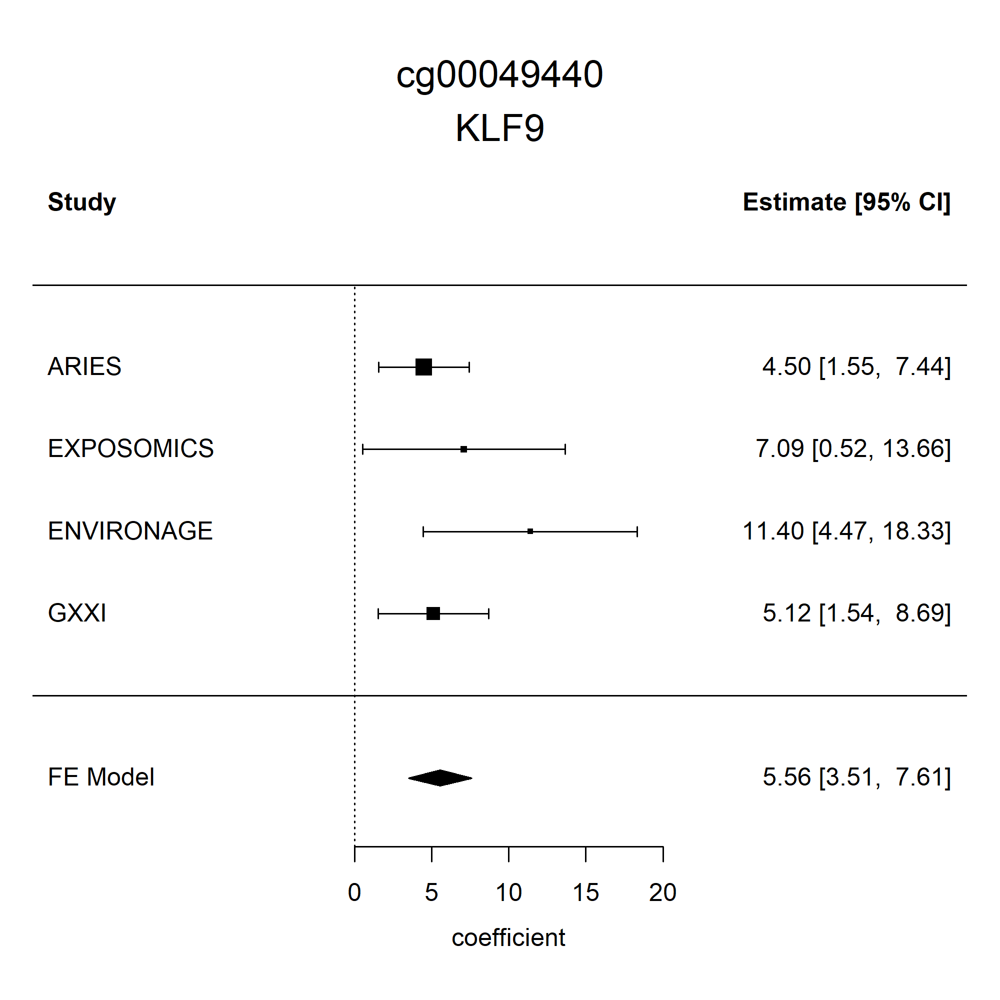 cg00049440
KLF9
Study Estimate [95% CI]
ARIES 4.50 [1.55, 7.44]
EXPOSOMICS 7.09 [0.52, 13.66]
ENVIRONAGE 11.40 [4.47, 18.33]
GXXI 5.12 [1.54, 8.69]
FE Model 5.56 [3.51, 7.61]
0 5 10 15 20
coefficient